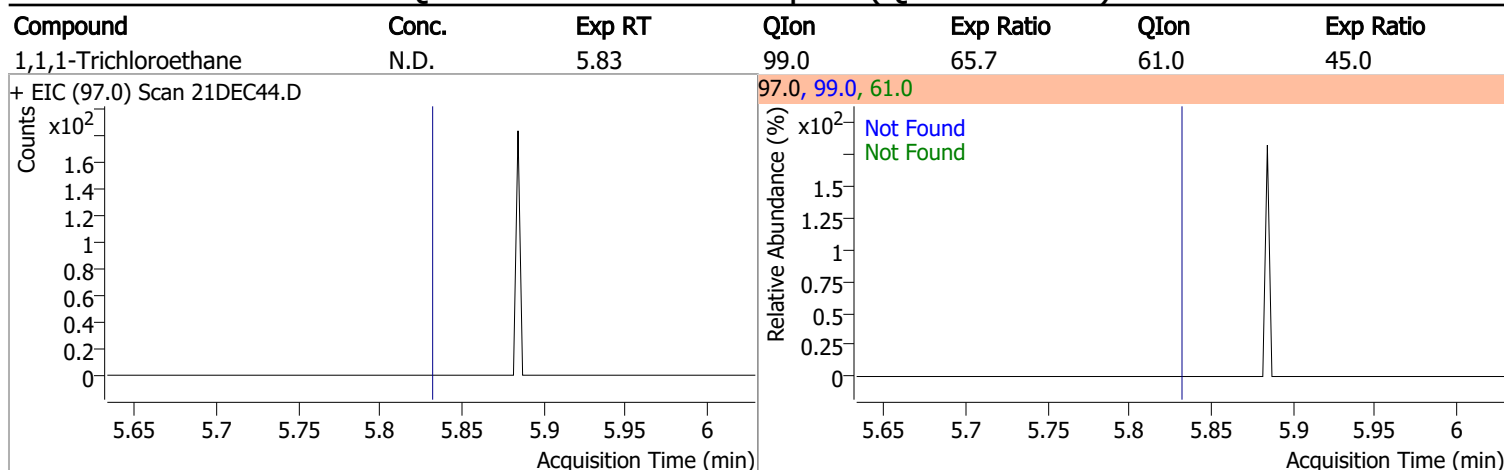 Compound Conc. Exp RT QIon Exp Ratio QIon Exp Ratio
1,1,1-Trichloroethane N.D. 5.83 99.0 65.7 61.0 45.0
+ EIC (97.0) Scan 21DEC44.D
Counts
x10²
1.6
1.4
1.2
1
0.8
0.6
0.4
0.2
0
5.65 5.7 5.75 5.8 5.85 5.9 5.95 6
Acquisition Time (min)
97.0, 99.0, 61.0
Relative Abundance (%)
x10²
Not Found
Not Found
1.5
1.25
1
0.75
0.5
0.25
0
5.65 5.7 5.75 5.8 5.85 5.9 5.95 6
Acquisition Time (min)